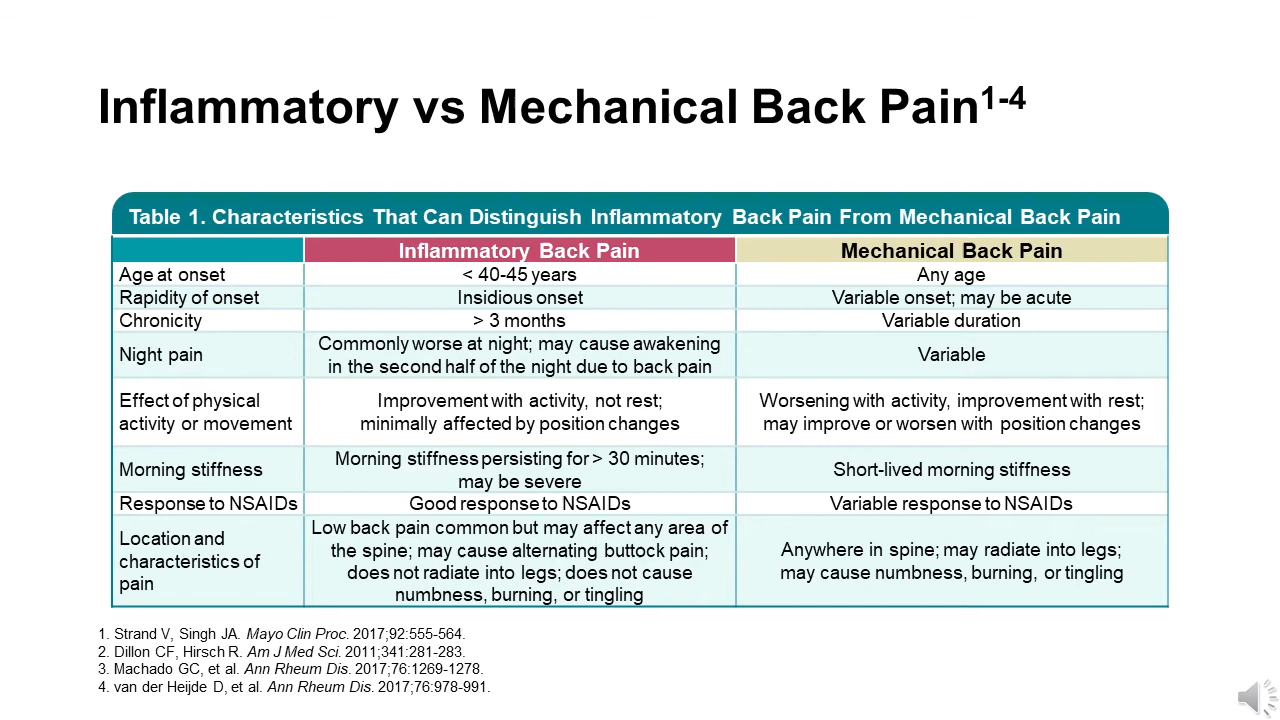 Inflammatory vs Mechanical Back Pain1-4
Table 1. Characteristics That Can Distinguish Inflammatory Back Pain From Mechanical Back Pain
Inflammatory Back Pain
Mechanical Back Pain
Age at onset
< 40-45 years
Any age
Rapidity of onset
Insidious onset
Variable onset; may be acute
Chronicity
> 3 months
Variable duration
Night pain
Commonly worse at night; may cause awakening
in the second half of the night due to back pain
Variable
Effect of physical
activity or movement
Improvement with activity, not rest;
minimally affected by position changes
Worsening with activity, improvement with rest;
may improve or worsen with position changes
Morning stiffness
Morning stiffness persisting for > 30 minutes;
may be severe
Short-lived morning stiffness
Response to NSAIDs
Good response to NSAIDs
Variable response to NSAIDs
Location and
characteristics of
pain
Low back pain common but may affect any area of
the spine; may cause alternating buttock pain;
does not radiate into legs; does not cause
numbness, burning, or tingling
Anywhere in spine; may radiate into legs;
may cause numbness, burning, or tingling
1. Strand V, Singh JA. Mayo Clin Proc. 2017;92:555-564.
2. Dillon CF, Hirsch R. Am J Med Sci. 2011;341:281-283.
3. Machado GC, et al. Ann Rheum Dis. 2017;76:1269-1278.
4. van der Heijde D, et al. Ann Rheum Dis. 2017;76:978-991.